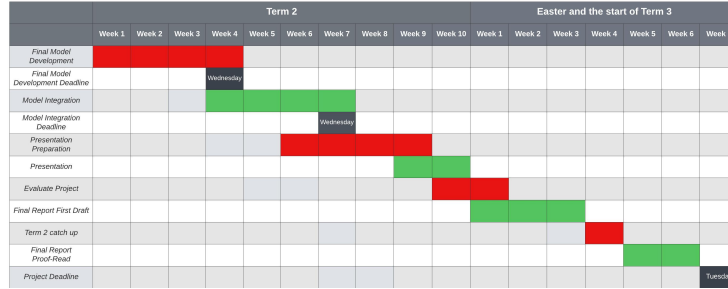 Term 2 Easter and the start of Term 3
Week 1 Week 2 Week 3 Week 4 Week 5 Week 6 Week 7 Week 8 Week 9 Week 10 Week 1 Week 2 Week 3 Week 4 Week 5 Week 6 Week
Final Model
Development
Final Model
Development Deadline
Wednesday
Model Integration
Model Integration
Deadline
Wednesday
Presentation
Preparation
Presentation
Evaluate Project
Final Report First Draft
Term 2 catch up
Final Report
Proof-Read
Project Deadline
Tuesda